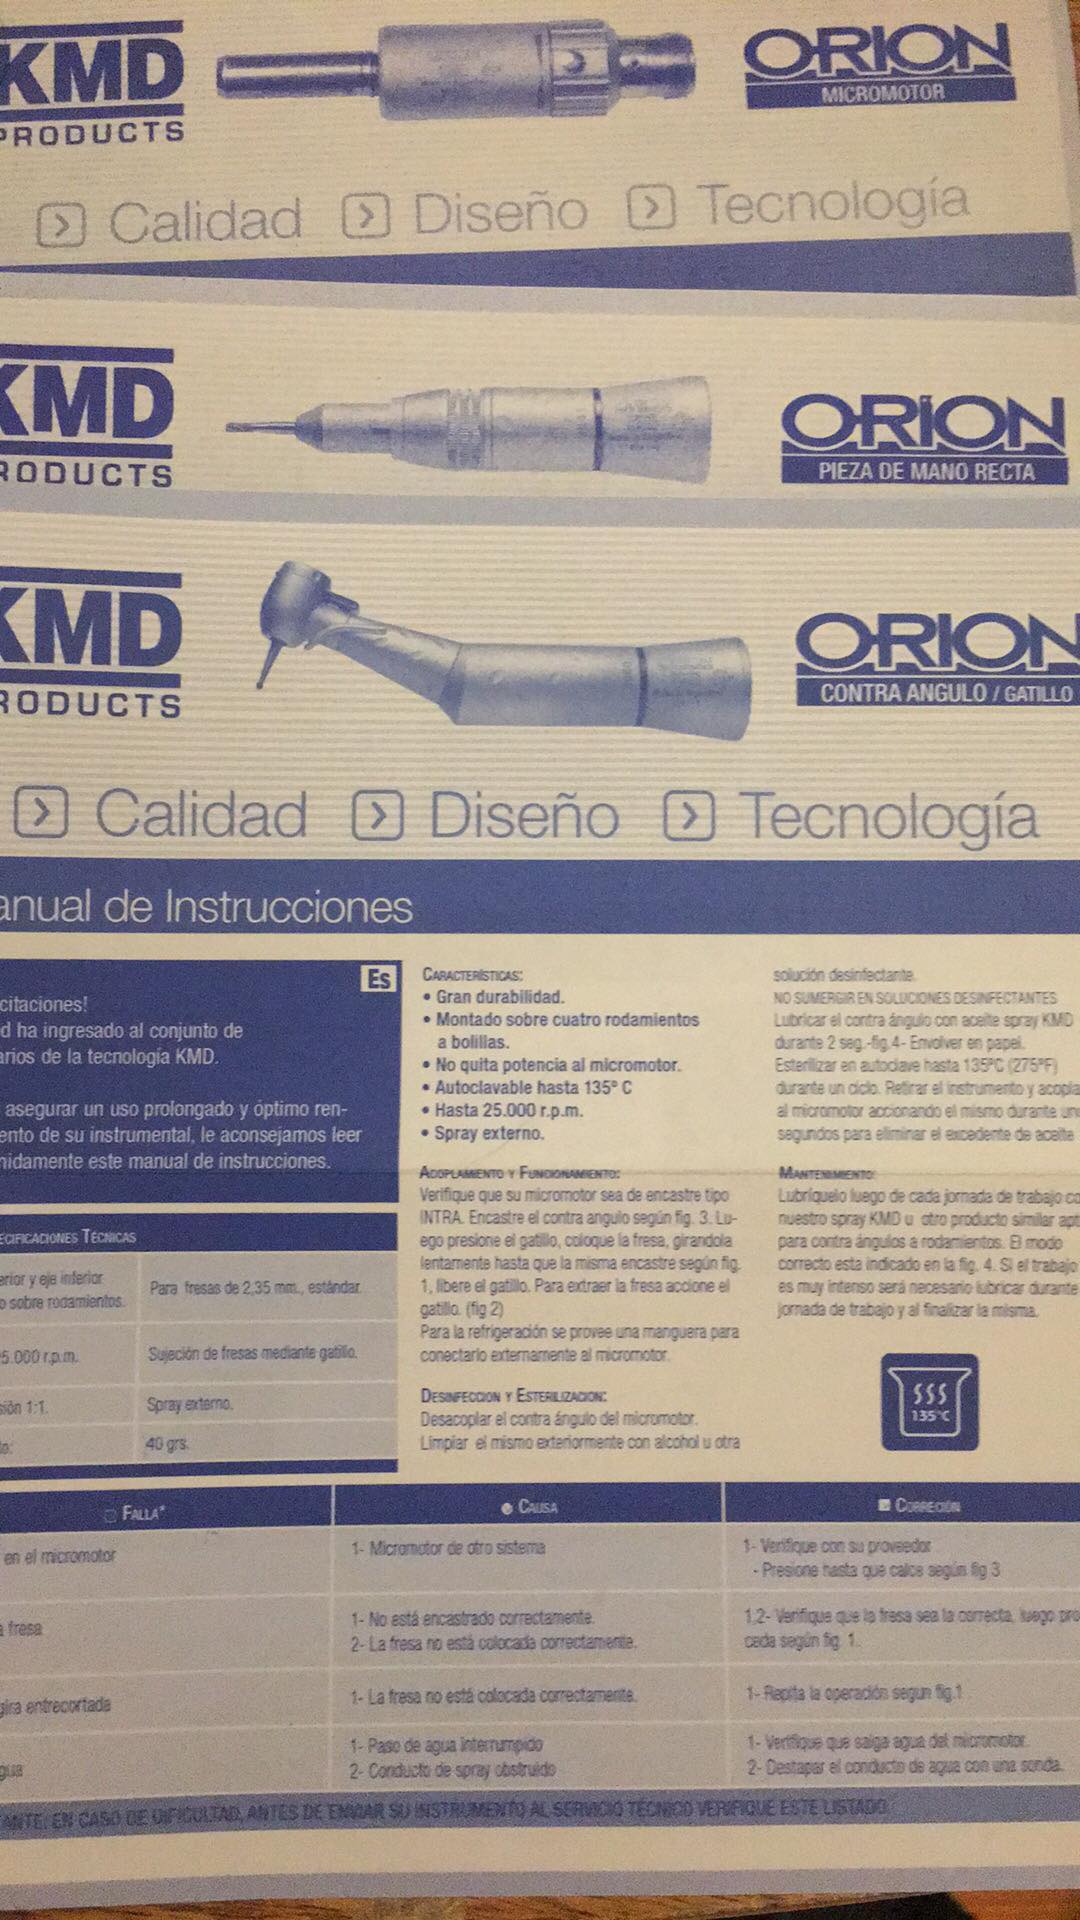 KMD
PRODUCTS
ORION
MICROMOTOR
Calidad Diseño Tecnología
KMD
RODUCTS
ORION
PIEZA DE MANO RECTA
KMD
RODUCTS
ORION
CONTRA ANGULO / GATILLO
Calidad Diseño Tecnología
anual de Instrucciones
Es
citaciones!
d ha ingresado al conjunto de
arios de la tecnología KMD.
asegurar un uso prolongado y óptimo ren-
ento de su instrumental, le aconsejamos leer
nidamente este manual de instrucciones.
ECIFICACIONES TÉCNICAS
erior y eje inferior
o sobre rodamientos.
Para fresas de 2,35 mm., estándar.
5.000 r.p.m.
Sujeción de fresas mediante gatillo.
sión 1:1.
Spray externo.
o:
40 grs.
CARACTERÍSTICAS:
• Gran durabilidad.
• Montado sobre cuatro rodamientos
a bolillas.
• No quita potencia al micromotor.
• Autoclavable hasta 135º C
• Hasta 25.000 r.p.m.
• Spray externo.
ACOPLAMIENTO Y FUNCIONAMIENTO:
Verifique que su micromotor sea de encastre tipo
INTRA. Encastre el contra angulo según fig. 3. Lu-
ego presione el gatillo, coloque la fresa, girandola
lentamente hasta que la misma encastre según fig.
1, libere el gatillo. Para extraer la fresa accione el
gatillo. (fig 2)
Para la refrigeración se provee una manguera para
conectarlo externamente al micromotor.
DESINFECCION Y ESTERILIZACION:
Desacoplar el contra ángulo del micromotor.
Limpiar el mismo exteriormente con alcohol u otra
solución desinfectante.
NO SUMERGIR EN SOLUCIONES DESINFECTANTES
Lubricar el contra ángulo con aceite spray KMD
durante 2 seg.-fig.4- Envolver en papel.
Esterilizar en autoclave hasta 135ºC (275ºF)
durante un ciclo. Retirar el instrumento y acopla
al micromotor accionando el mismo durante uno
segundos para eliminar el excedente de aceite
MANTENIMIENTO:
Lubríquelo luego de cada jornada de trabajo co
nuestro spray KMD u otro producto similar apt
para contra ángulos a rodamientos. El modo
correcto esta indicado en la fig. 4. Si el trabajo
es muy intenso será necesario lubricar durante
jornada de trabajo y al finalizar la misma.
135°C
FALLA*
CAUSA
CORRECIÓN
en el micromotor
1- Micromotor de otro sistema
1- Verifique con su proveedor
- Presione hasta que calce según fig 3
a fresa
1- No está encastrado correctamente.
2- La fresa no está colocada correctamente.
1,2- Verifique que la fresa sea la correcta, luego pro
ceda según fig. 1.
gira entrecortada
1- La fresa no está colocada correctamente.
1- Repita la operación segun fig.1
gua
1- Paso de agua interrumpido
2- Conducto de spray obstruido
1- Verifique que salga agua del micromotor.
2- Destapar el conducto de agua con una sonda.
ANTE: EN CASO DE DIFICULTAD, ANTES DE ENVIAR SU INSTRUMENTO AL SERVICIO TÉCNICO VERIFIQUE ESTE LISTADO